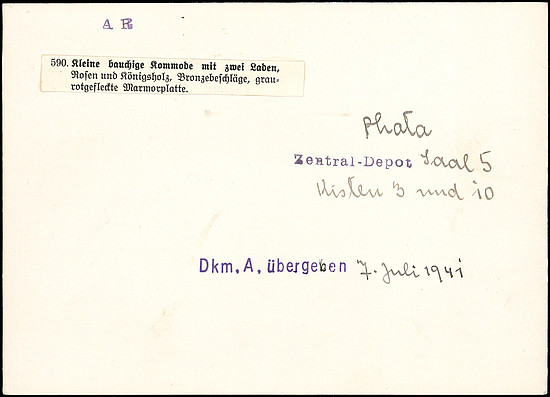 A R
590. Kleine bauchige Kommode mit zwei Laden,
Rosen und Königsholz, Bronzebeschläge, grau-
rotgefleckte Marmorplatte.
Photo
Zentral-Depot Saal 5
Kisten 3 und 10
Dkm. A. übergeben 7. Juli 1941